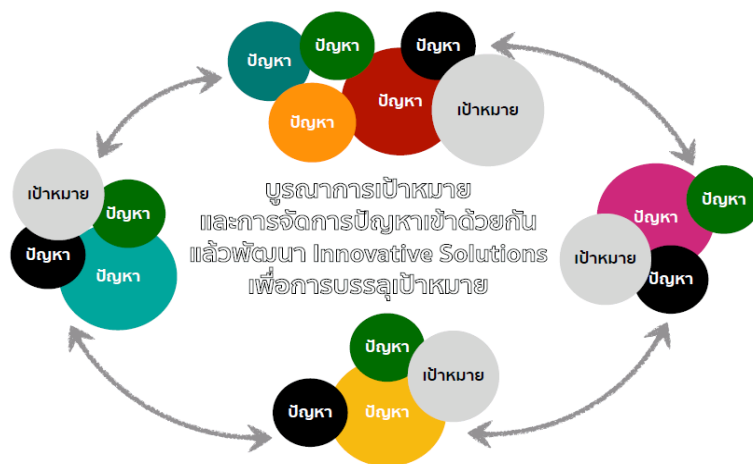 ปัญหา
ปัญหา
ปัญหา
ปัญหา
ปัญหา
เป้าหมาย
เป้าหมาย
ปัญหา
ปัญหา
ปัญหา
บูรณาการเป้าหมาย
และการจัดการปัญหาเข้าด้วยกัน
แล้วพัฒนา Innovative Solutions
เพื่อการบรรลุเป้าหมาย
ปัญหา
ปัญหา
เป้าหมาย
ปัญหา
ปัญหา
เป้าหมาย
ปัญหา
ปัญหา